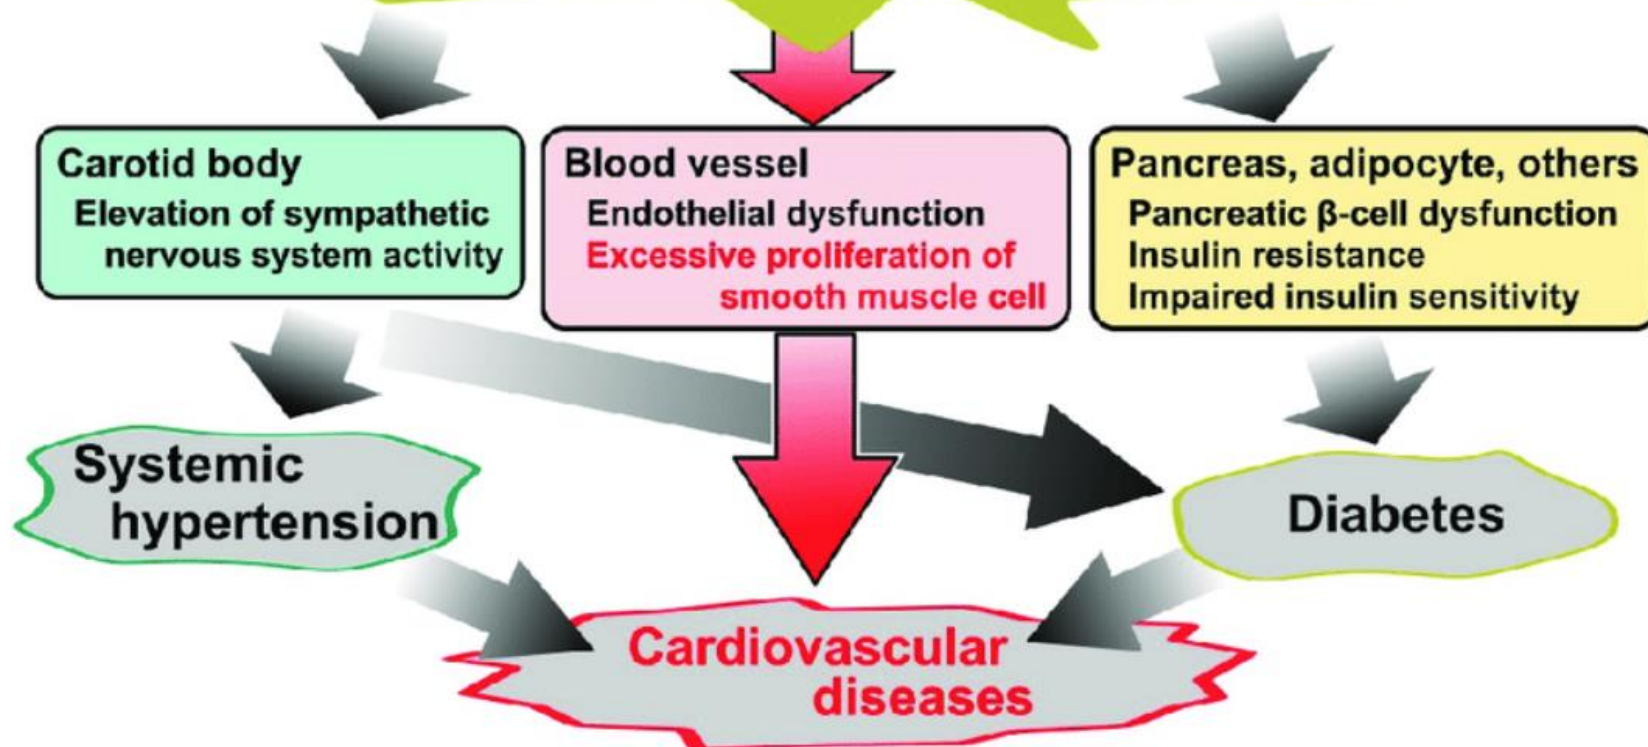 Carotid body
Elevation of sympathetic
nervous system activity
Blood vessel
Endothelial dysfunction
Excessive proliferation of
smooth muscle cell
Pancreas, adipocyte, others
Pancreatic β-cell dysfunction
Insulin resistance
Impaired insulin sensitivity
Systemic
hypertension
Diabetes
Cardiovascular
diseases